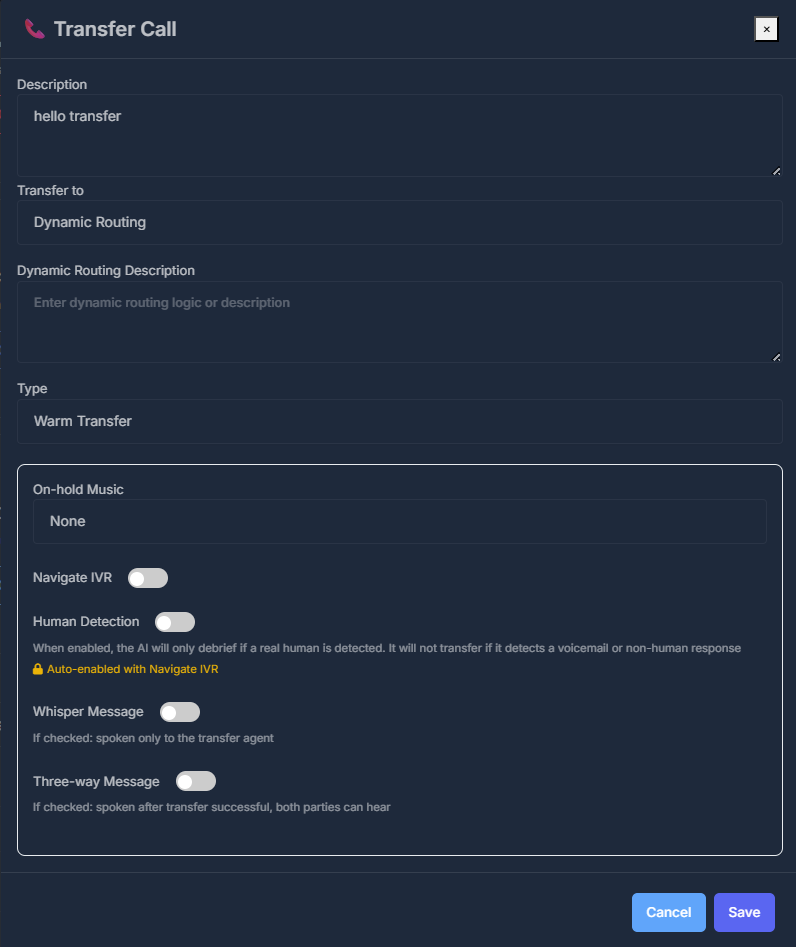 Transfer Call
×
Description
hello transfer
Transfer to
Dynamic Routing
Dynamic Routing Description
Enter dynamic routing logic or description
Type
Warm Transfer
On-hold Music
None
Navigate IVR
Human Detection
When enabled, the AI will only debrief if a real human is detected. It will not transfer if it detects a voicemail or non-human response
Auto-enabled with Navigate IVR
Whisper Message
If checked: spoken only to the transfer agent
Three-way Message
If checked: spoken after transfer successful, both parties can hear
Cancel Save